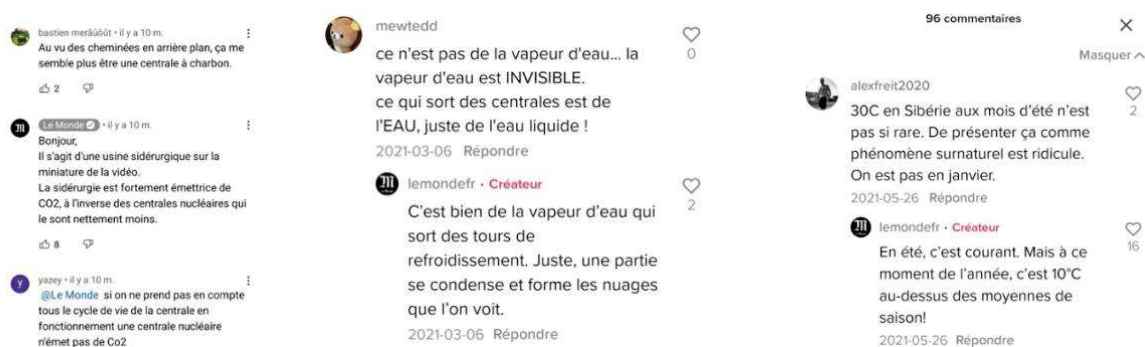 bastien merâûôût • il y a 10 m.
Au vu des cheminées en arrière plan, ça me
semble plus être une centrale à charbon.
2
Le Monde • il y a 10 m.
Bonjour,
Il s'agit d'une usine sidérurgique sur la
miniature de la vidéo.
La sidérurgie est fortement émettrice de
CO2, à l'inverse des centrales nucléaires qui
le sont nettement moins.
8
yazey • il y a 10 m.
@Le Monde si on ne prend pas en compte
tous le cycle de vie de la centrale en
fonctionnement une centrale nucléaire
n'émet pas de Co2
mewtedd
ce n'est pas de la vapeur d'eau... la
vapeur d'eau est INVISIBLE.
ce qui sort des centrales est de
l'EAU, juste de l'eau liquide !
0
2021-03-06 Répondre
lemondefr · Créateur
2
C'est bien de la vapeur d'eau qui
sort des tours de
refroidissement. Juste, une partie
se condense et forme les nuages
que l'on voit.
2021-03-06 Répondre
96 commentaires
Masquer
alexfreit2020
30C en Sibérie aux mois d'été n'est
pas si rare. De présenter ça comme
phénomène surnaturel est ridicule.
On est pas en janvier.
2
2021-05-26 Répondre
lemondefr · Créateur
En été, c'est courant. Mais à ce
moment de l'année, c'est 10°C
au-dessus des moyennes de
saison!
16
2021-05-26 Répondre